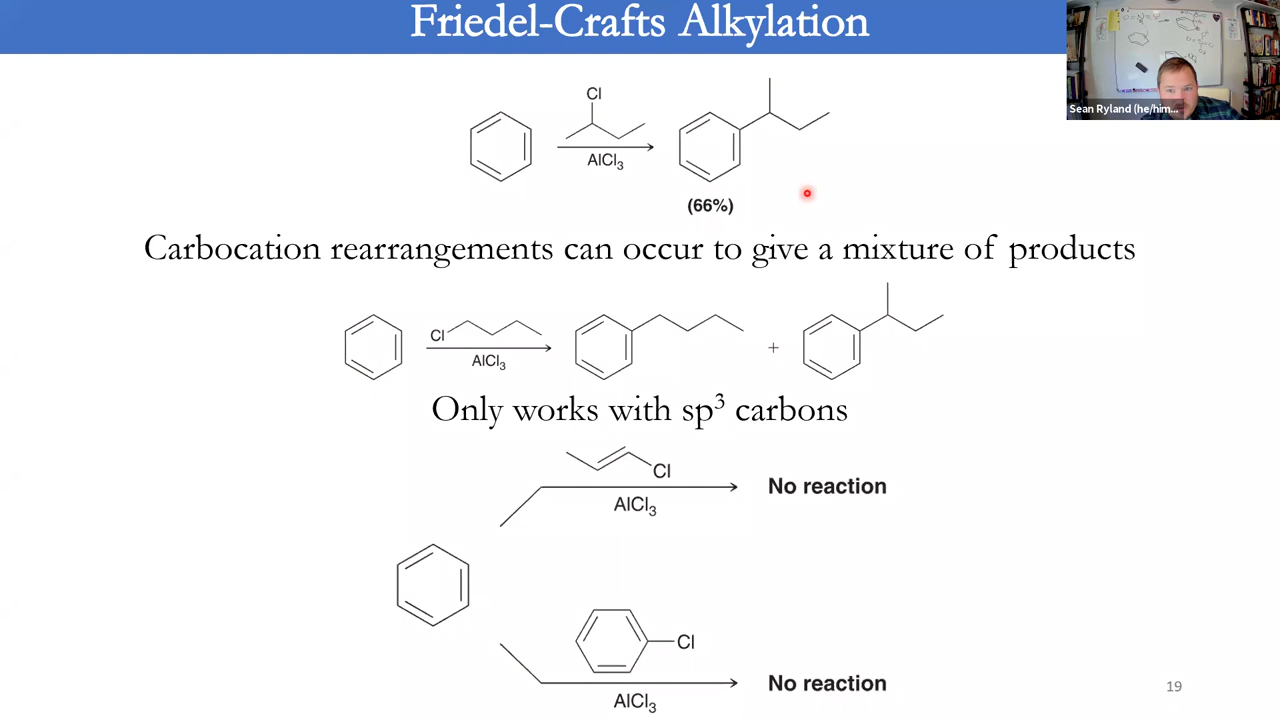 Friedel-Crafts Alkylation
Sean Ryland (he/him...
Cl
AlCl3
(66%)
Carbocation rearrangements can occur to give a mixture of products
Cl
AlCl3
+
Only works with sp³ carbons
Cl
AlCl3
No reaction
Cl
AlCl3
No reaction
19